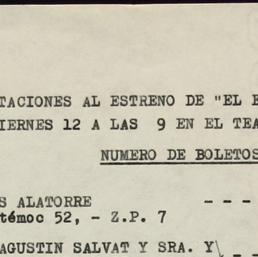 TACIONES AL ESTRENO DE "EL E
IERNES 12 A LAS 9 EN EL TEA
NUMERO DE BOLETOS
S ALATORRE - - -
témoc 52, - Z.P. 7
AGUSTIN SALVAT Y SRA. Y - -